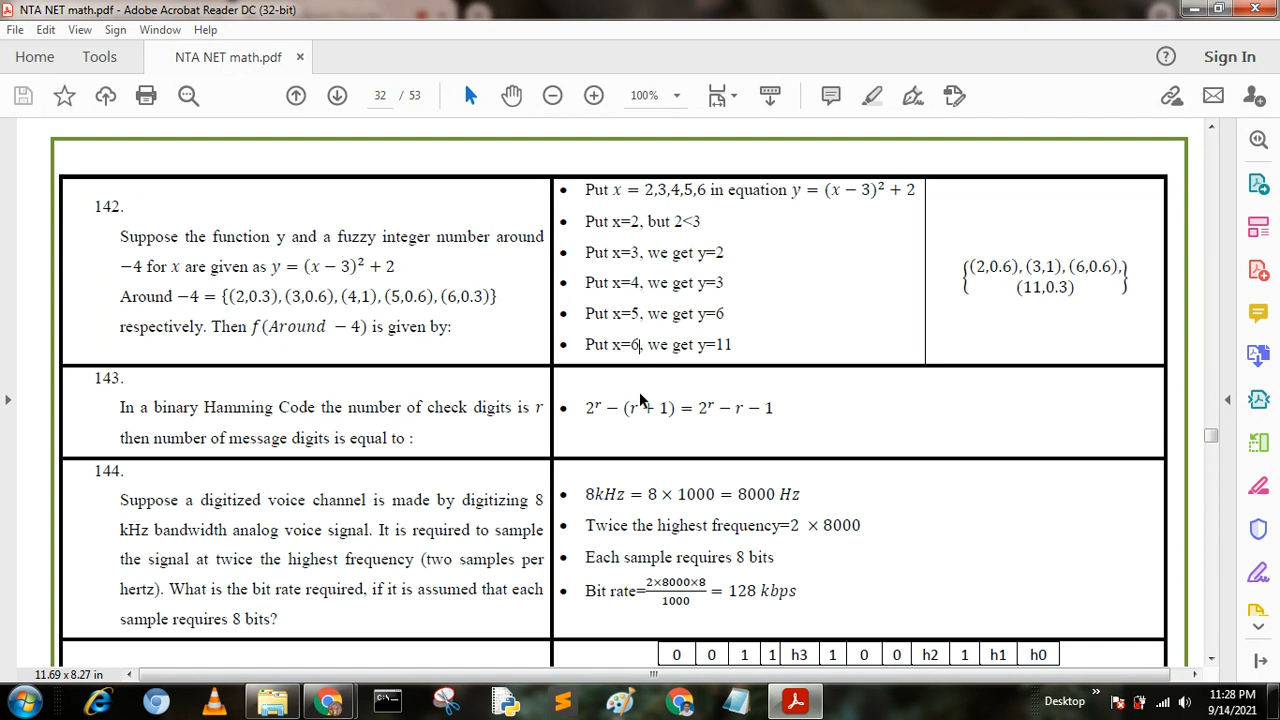 NTA NET math.pdf - Adobe Acrobat Reader DC (32-bit)
File Edit View Sign Window Help
Home Tools NTA NET math.pdf × Sign In
32 / 53 100%
142.
Suppose the function y and a fuzzy integer number around
−4 for x are given as y = (x − 3)² + 2
Around −4 = {(2,0.3), (3,0.6), (4,1), (5,0.6), (6,0.3)}
respectively. Then f(Around − 4) is given by:
• Put x = 2,3,4,5,6 in equation y = (x − 3)² + 2
• Put x=2, but 2<3
• Put x=3, we get y=2
• Put x=4, we get y=3
• Put x=5, we get y=6
• Put x=6, we get y=11
{(2,0.6), (3,1), (6,0.6),
(11,0.3)}
143.
In a binary Hamming Code the number of check digits is r
then number of message digits is equal to :
• 2ʳ − (r + 1) = 2ʳ − r − 1
144.
Suppose a digitized voice channel is made by digitizing 8
kHz bandwidth analog voice signal. It is required to sample
the signal at twice the highest frequency (two samples per
hertz). What is the bit rate required, if it is assumed that each
sample requires 8 bits?
• 8kHz = 8 × 1000 = 8000 Hz
• Twice the highest frequency=2 × 8000
• Each sample requires 8 bits
• Bit rate=2×8000×8/1000 = 128 kbps
0 0 1 1 h3 1 0 0 h2 1 h1 h0
11.69 x 8.27 in
Desktop » 11:28 PM
9/14/2021